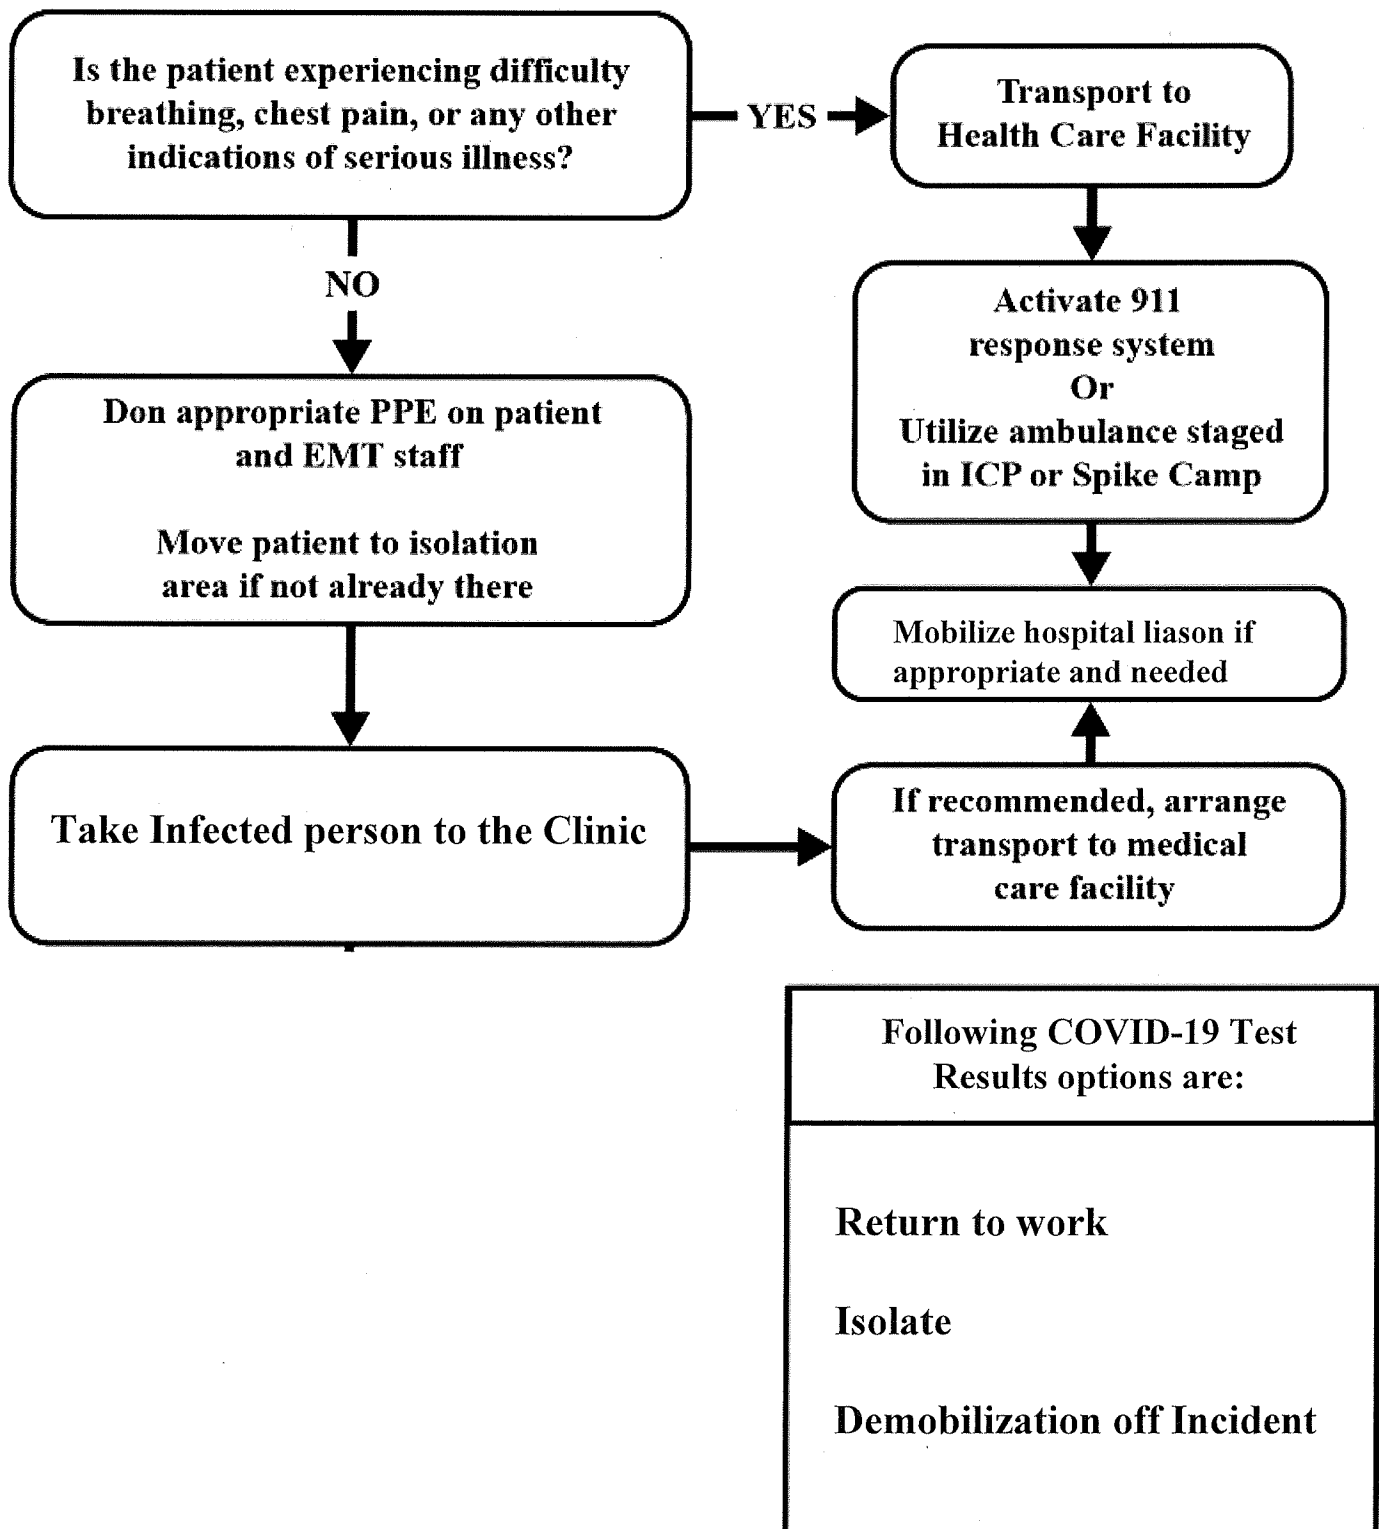 Is the patient experiencing difficulty
breathing, chest pain, or any other
indications of serious illness?
YES
Transport to
Health Care Facility
NO
Activate 911
response system
Or
Utilize ambulance staged
in ICP or Spike Camp
Don appropriate PPE on patient
and EMT staff
Move patient to isolation
area if not already there
Mobilize hospital liason if
appropriate and needed
Take Infected person to the Clinic
If recommended, arrange
transport to medical
care facility
Following COVID-19 Test
Results options are:
Return to work
Isolate
Demobilization off Incident